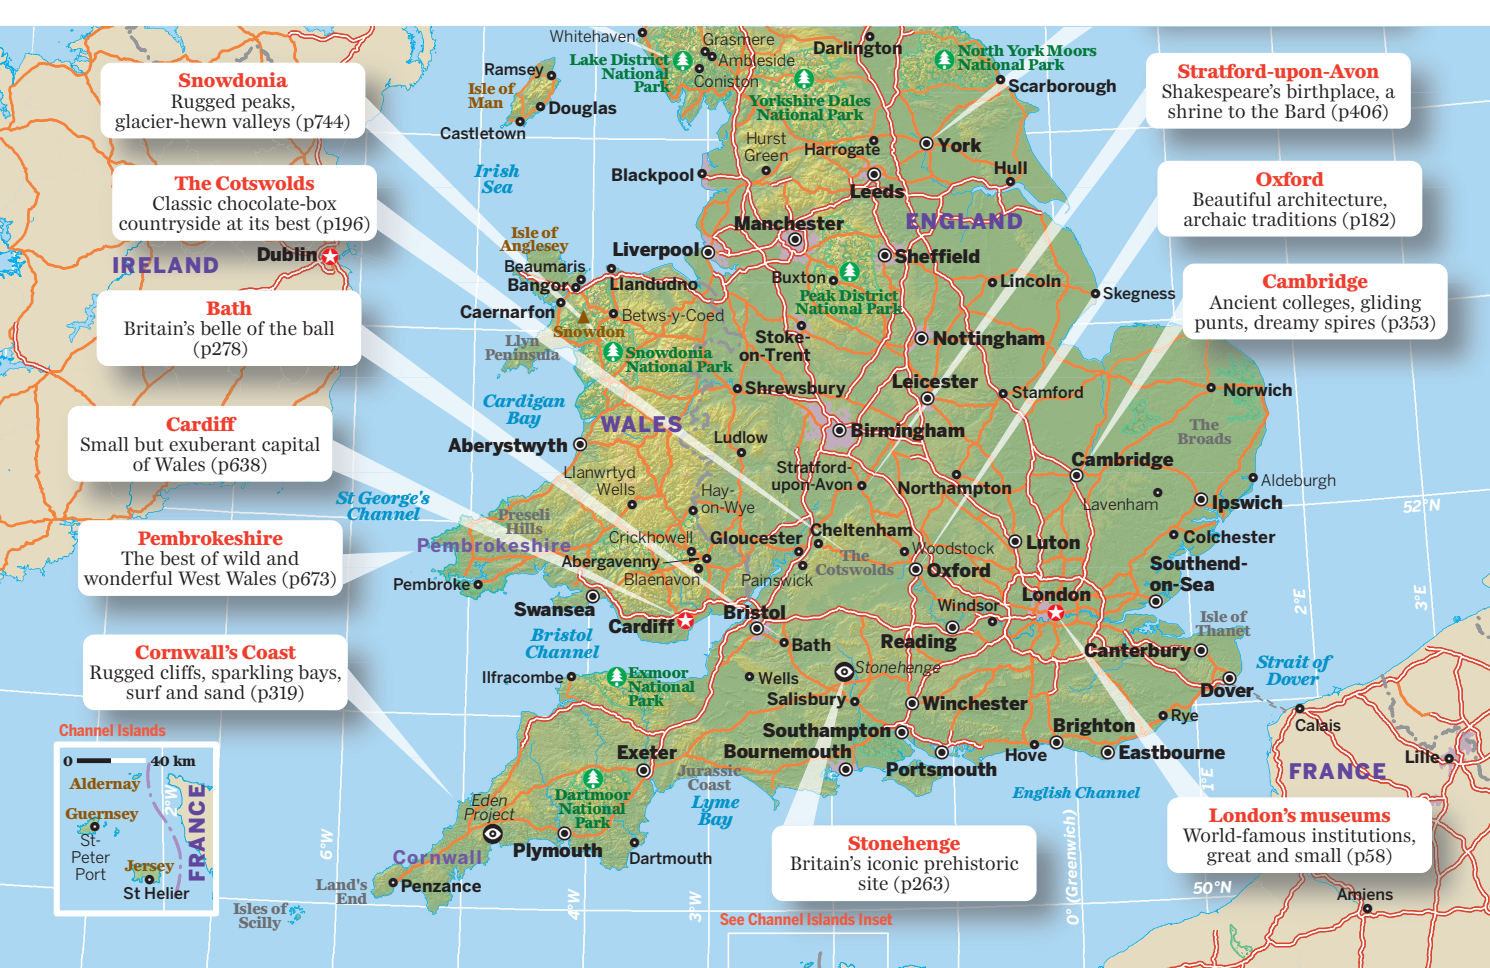 Whitehaven
Grasmere
Ambleside
Coniston
Lake District
National
Park
Darlington
North York Moors
National Park
Scarborough
Ramsey
Isle of
Man
Douglas
Castletown
Yorkshire Dales
National Park
Snowdonia
Rugged peaks,
glacier-hewn valleys (p744)
Stratford-upon-Avon
Shakespeare's birthplace, a
shrine to the Bard (p406)
Hurst
Green
Harrogate
York
Hull
Irish
Sea
Blackpool
Leeds
The Cotswolds
Classic chocolate-box
countryside at its best (p196)
Oxford
Beautiful architecture,
archaic traditions (p182)
Manchester
ENGLAND
Isle of
Anglesey
Liverpool
Sheffield
IRELAND
Dublin
Beaumaris
Bangor
Llandudno
Buxton
Lincoln
Skegness
Peak District
National Park
Cambridge
Ancient colleges, gliding
punts, dreamy spires (p353)
Bath
Britain's belle of the ball
(p278)
Caernarfon
Betws-y-Coed
Snowdon
Llyn
Peninsula
Snowdonia
National Park
Stoke-
on-Trent
Nottingham
Leicester
Shrewsbury
Stamford
Norwich
Cardigan
Bay
WALES
Birmingham
The
Broads
Cardiff
Small but exuberant capital
of Wales (p638)
Aberystwyth
Ludlow
Cambridge
Llanwrtyd
Wells
Stratford-
upon-Avon
Northampton
Aldeburgh
Lavenham
Ipswich
St George's
Channel
Hay-
on-Wye
52°N
Preseli
Hills
Pembrokeshire
Crickhowell
Gloucester
Cheltenham
Luton
Colchester
Pembrokeshire
The best of wild and
wonderful West Wales (p673)
Abergavenny
Blaenavon
Painswick
The
Cotswolds
Woodstock
Oxford
Southend-
on-Sea
Pembroke
Swansea
Cardiff
Bristol
Windsor
London
2°E
3°E
Isle of
Thanet
Bristol
Channel
Bath
Reading
Canterbury
Cornwall's Coast
Rugged cliffs, sparkling bays,
surf and sand (p319)
Ilfracombe
Exmoor
National
Park
Wells
Stonehenge
Salisbury
Winchester
Strait of
Dover
Dover
Rye
Calais
Channel Islands
Southampton
Brighton
Exeter
Bournemouth
Portsmouth
Hove
Eastbourne
Lille
FRANCE
0
40 km
Alderney
Guernsey
St-
Peter
Port
Jersey
St Helier
2°W
FRANCE
Jurassic
Coast
Lyme
Bay
English Channel
1°E
Eden
Project
Dartmoor
National
Park
Plymouth
Dartmouth
Cornwall
Land's
End
Penzance
Isles of
Scilly
6°W
4°W
3°W
0° (Greenwich)
Stonehenge
Britain's iconic prehistoric
site (p263)
London's museums
World-famous institutions,
great and small (p58)
50°N
Amiens
See Channel Islands Inset